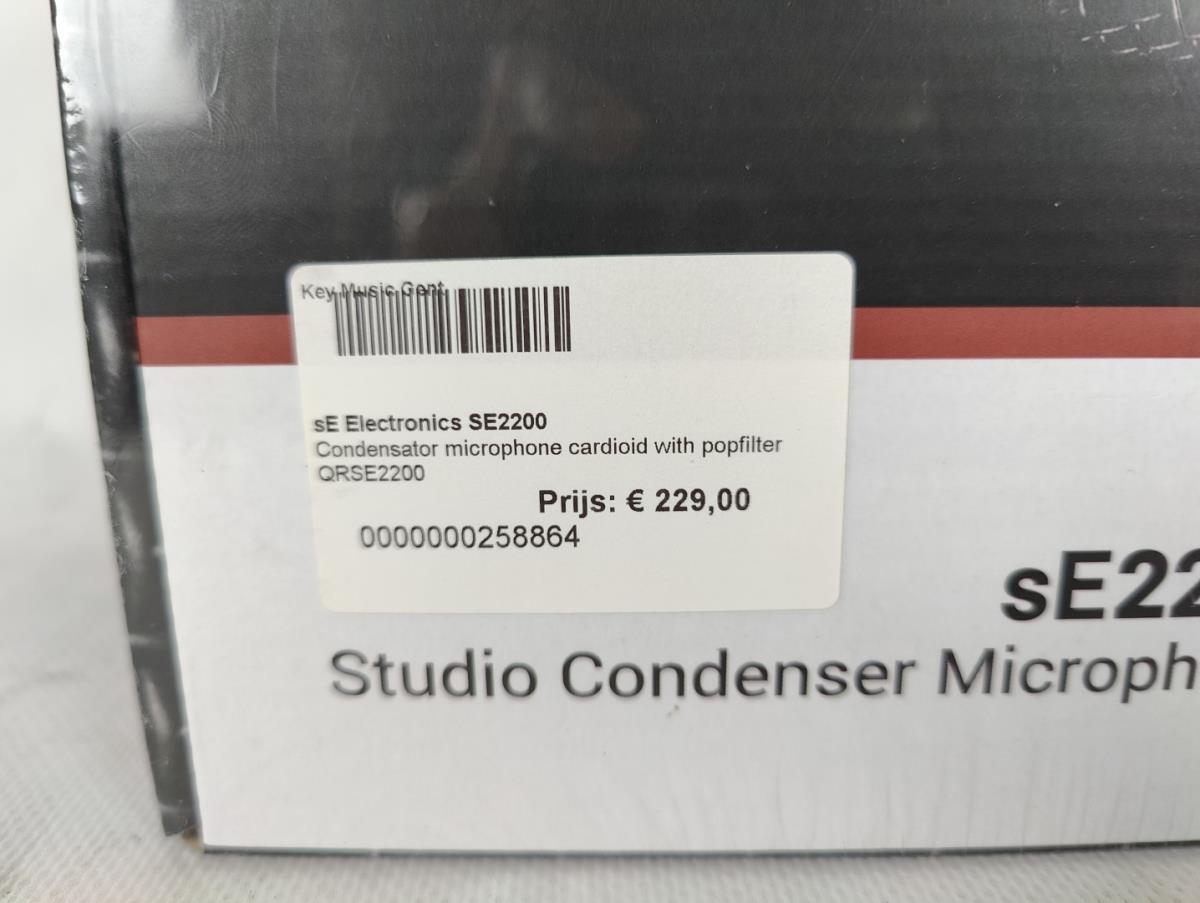 Key Music Gent
sE Electronics SE2200
Condensator microphone cardioid with popfilter
QRSE2200
Prijs: € 229,00
0000000258864
sE22
Studio Condenser Microph